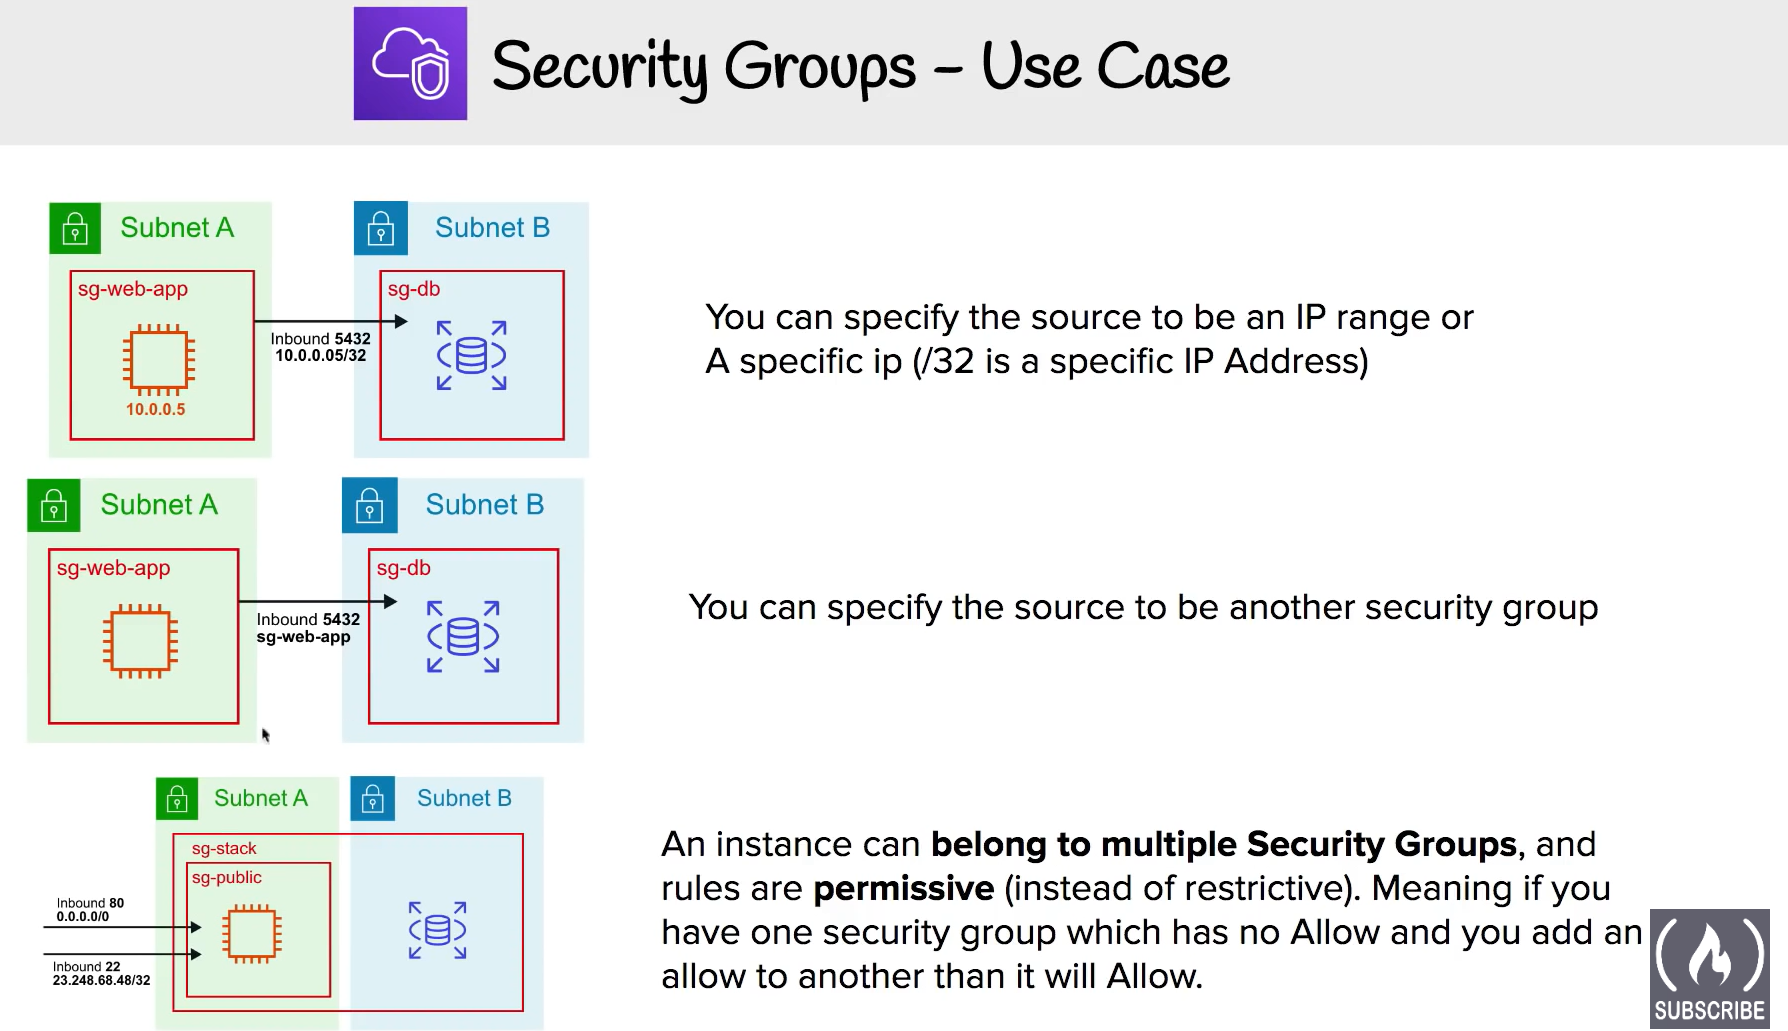 Security Groups – Use Case
Subnet A
Subnet B
sg-web-app
sg-db
Inbound 5432
10.0.0.05/32
10.0.0.5
You can specify the source to be an IP range or
A specific ip (/32 is a specific IP Address)
Subnet A
Subnet B
sg-web-app
sg-db
Inbound 5432
sg-web-app
You can specify the source to be another security group
Subnet A
Subnet B
sg-stack
sg-public
Inbound 80
0.0.0.0/0
Inbound 22
23.248.68.48/32
An instance can belong to multiple Security Groups, and
rules are permissive (instead of restrictive). Meaning if you
have one security group which has no Allow and you add an
allow to another than it will Allow.
SUBSCRIBE